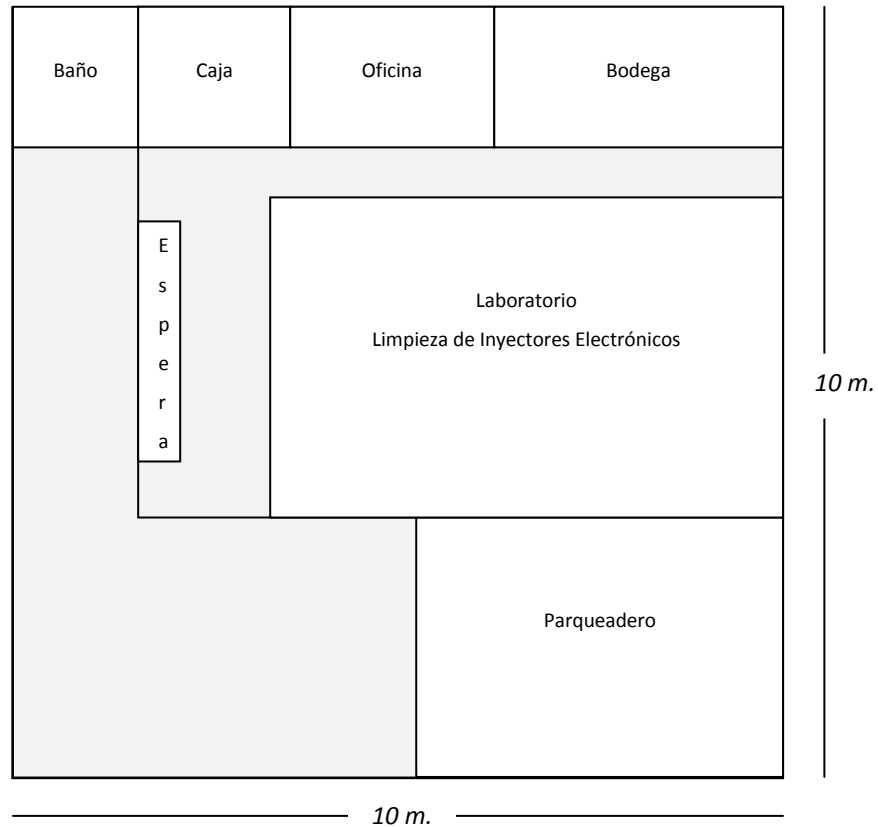 Baño
Caja
Oficina
Bodega
E
s
p
e
r
a
Laboratorio
Limpieza de Inyectores Electrónicos
10 m.
Parqueadero
10 m.